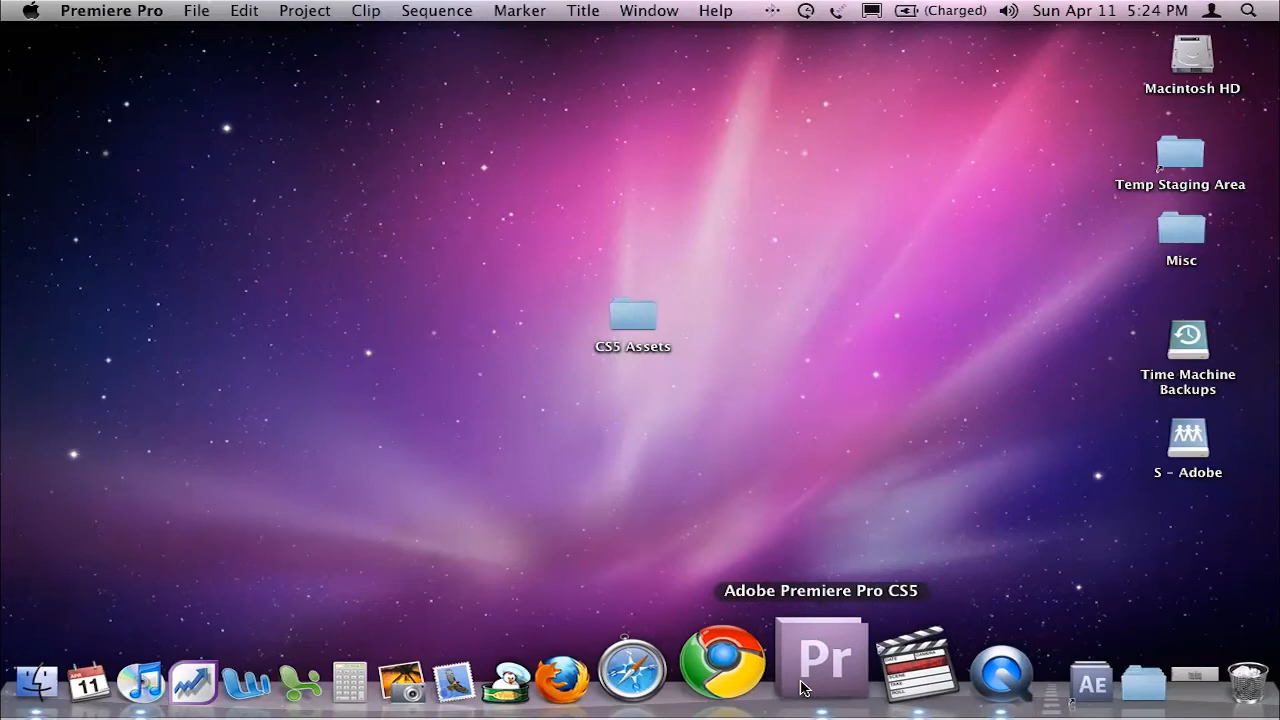 Premiere Pro File Edit Project Clip Sequence Marker Title Window Help (Charged) Sun Apr 11 5:24 PM
Macintosh HD
Temp Staging Area
Misc
CS5 Assets
Time Machine
Backups
S - Adobe
Adobe Premiere Pro CS5
11
Pr
AE